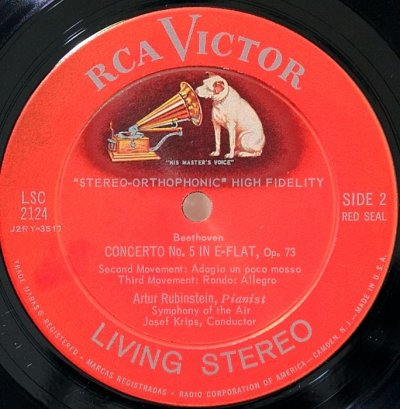 RCA VICTOR
"HIS MASTER'S VOICE"
"STEREO-ORTHOPHONIC" HIGH FIDELITY
LSC
2124
J2RY-3517
SIDE 2
RED SEAL
Beethoven
CONCERTO No. 5 IN E-FLAT, Op. 73
Second Movement: Adagio un poco mosso
Third Movement: Rondo: Allegro
Artur Rubinstein, Pianist
Symphony of the Air
Josef Krips, Conductor
LIVING STEREO
TRADE MARKS ® REGISTERED • MARCAS REGISTRADAS • RADIO CORPORATION OF AMERICA—CAMDEN, N.J.—MADE IN U.S.A.